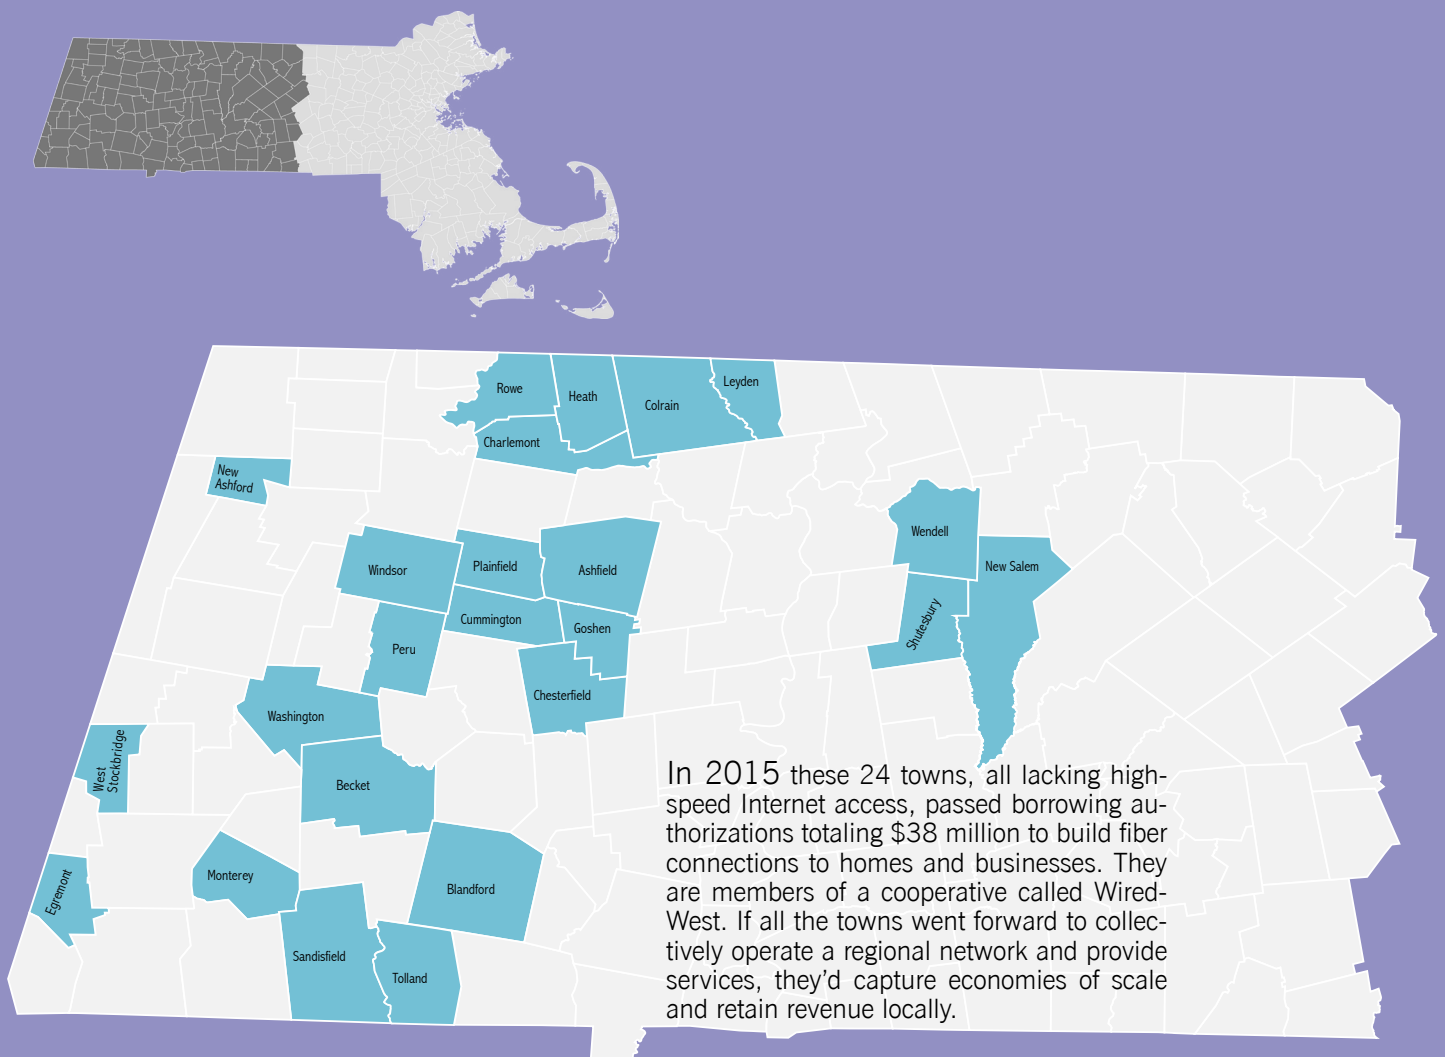 Rowe
Heath
Colrain
Leyden
Charlemont
New
Ashford
Windsor
Plainfield
Ashfield
Wendell
New Salem
Cummington
Goshen
Shutesbury
Peru
Chesterfield
Washington
West
Stockbridge
Becket
Monterey
Blandford
Egremont
Sandisfield
Tolland
In 2015 these 24 towns, all lacking high-
speed Internet access, passed borrowing au-
thorizations totaling $38 million to build fiber
connections to homes and businesses. They
are members of a cooperative called Wired-
West. If all the towns went forward to collec-
tively operate a regional network and provide
services, they’d capture economies of scale
and retain revenue locally.